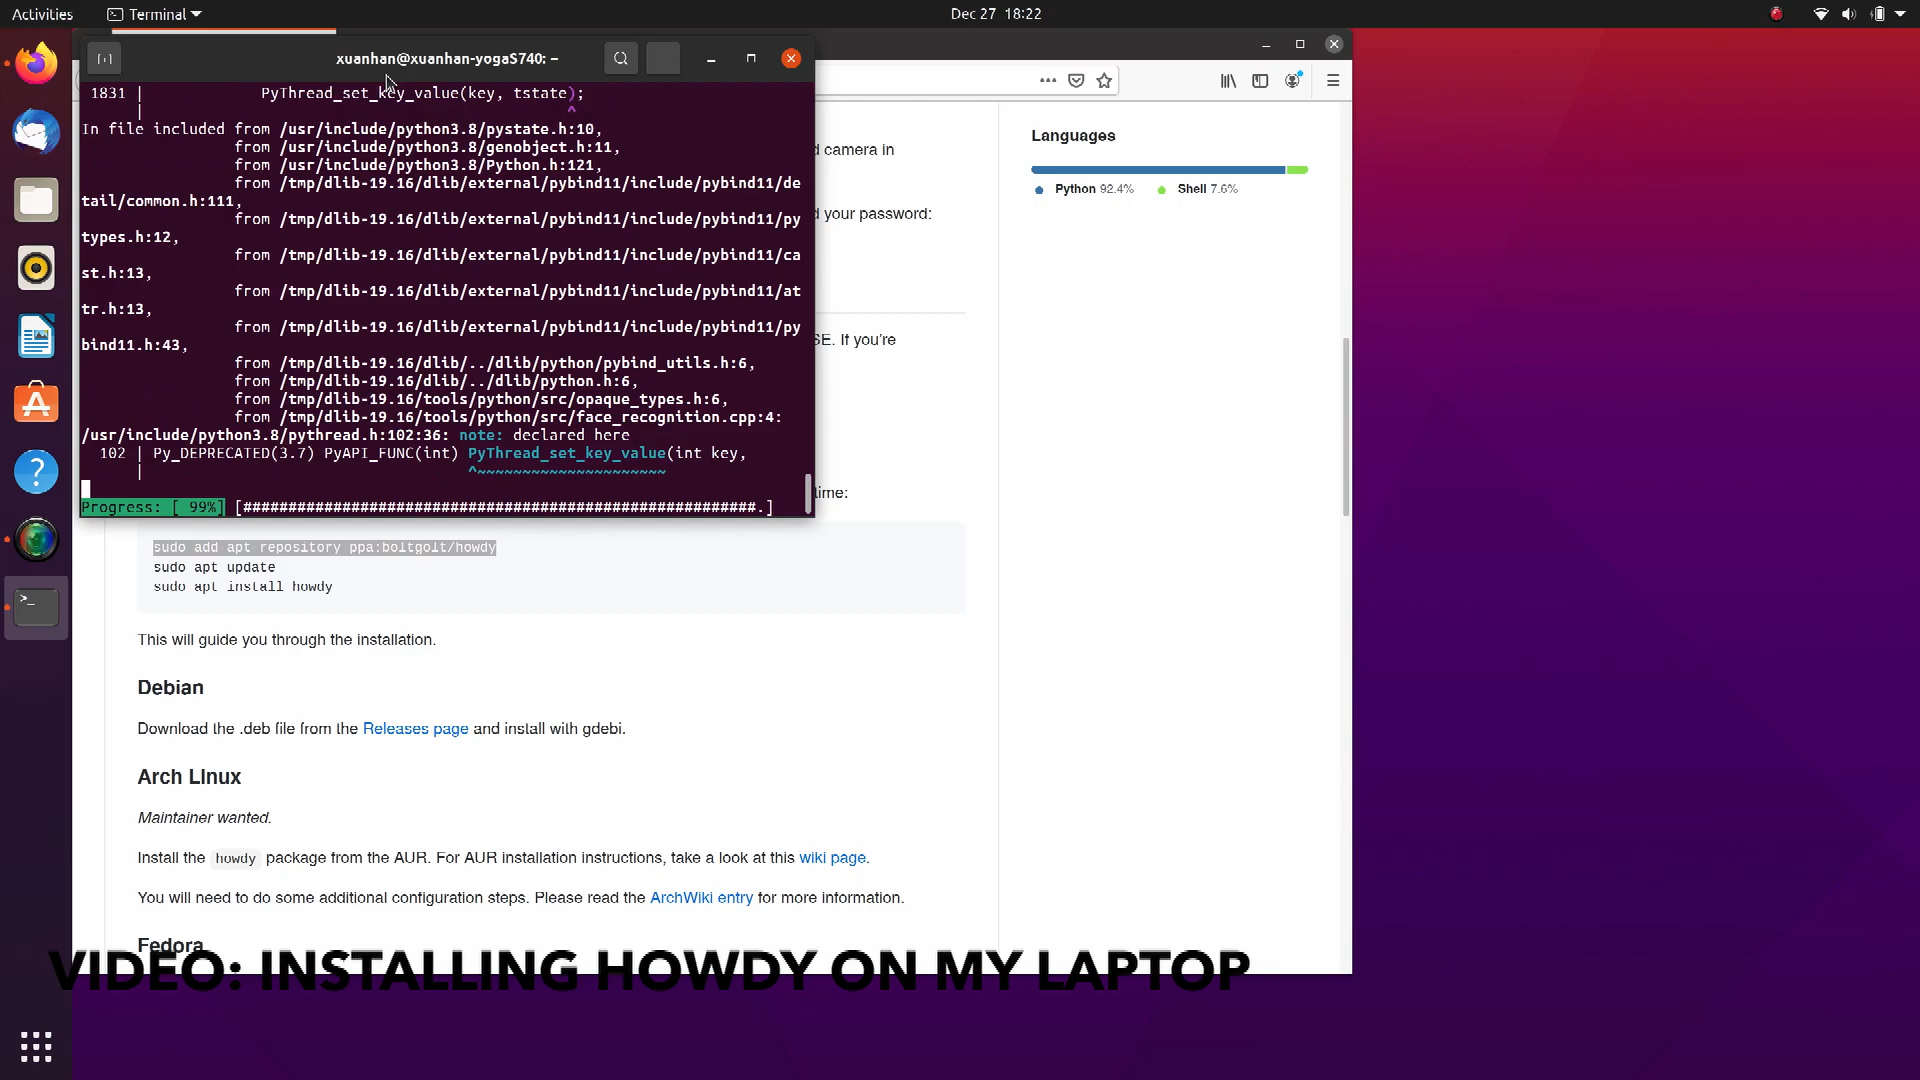 Activities
Terminal
Dec 27 18:22
xuanhan@xuanhan-yogaS740: ~
1831 | PyThread_set_key_value(key, tstate);
| ^
In file included from /usr/include/python3.8/pystate.h:10,
from /usr/include/python3.8/genobject.h:11,
from /usr/include/python3.8/Python.h:121,
from /tmp/dlib-19.16/dlib/external/pybind11/include/pybind11/de
tail/common.h:111,
from /tmp/dlib-19.16/dlib/external/pybind11/include/pybind11/py
types.h:12,
from /tmp/dlib-19.16/dlib/external/pybind11/include/pybind11/ca
st.h:13,
from /tmp/dlib-19.16/dlib/external/pybind11/include/pybind11/at
tr.h:13,
from /tmp/dlib-19.16/dlib/external/pybind11/include/pybind11/py
bind11.h:43,
from /tmp/dlib-19.16/dlib/../dlib/python/pybind_utils.h:6,
from /tmp/dlib-19.16/dlib/../dlib/python.h:6,
from /tmp/dlib-19.16/tools/python/src/opaque_types.h:6,
from /tmp/dlib-19.16/tools/python/src/face_recognition.cpp:4:
/usr/include/python3.8/pythread.h:102:36: note: declared here
102 | Py_DEPRECATED(3.7) PyAPI_FUNC(int) PyThread_set_key_value(int key,
| ^~~~~~~~~~~~~~~~~~~~~~
Progress: [ 99%] [#########################################################.]
d camera in
d your password:
SE. If you're
time:
sudo add apt repository ppa:boltgolt/howdy
sudo apt update
sudo apt install howdy
This will guide you through the installation.
Debian
Download the .deb file from the Releases page and install with gdebi.
Arch Linux
Maintainer wanted.
Install the howdy package from the AUR. For AUR installation instructions, take a look at this wiki page.
You will need to do some additional configuration steps. Please read the ArchWiki entry for more information.
Fedora
Languages
Python 92.4% Shell 7.6%
VIDEO: INSTALLING HOWDY ON MY LAPTOP